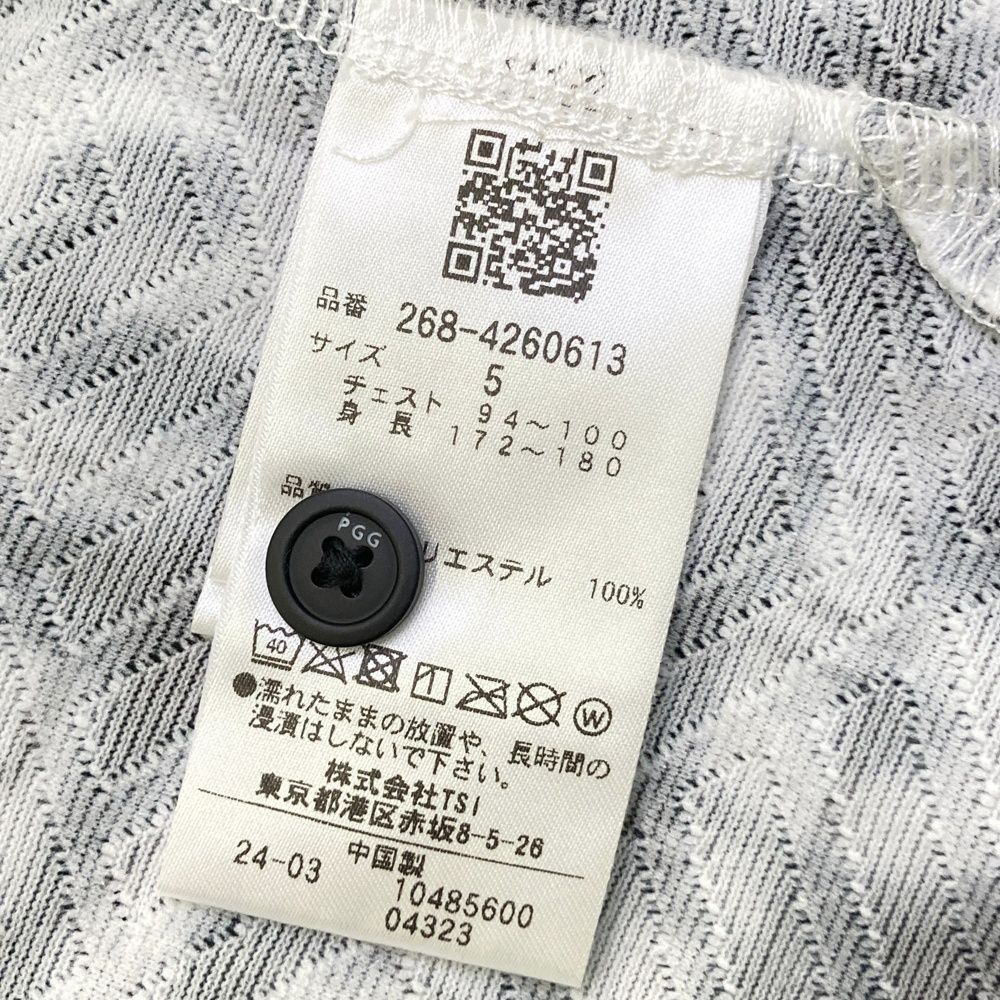 品番 268-4260613
サイズ 5
チェスト 94～100
身長 172～180
品質
PGG
リエステル 100%
40
W
●濡れたままの放置や、長時間の
浸漬はしないで下さい。
株式会社TSI
東京都港区赤坂8-5-26
中国製
24-03 10485600
04323